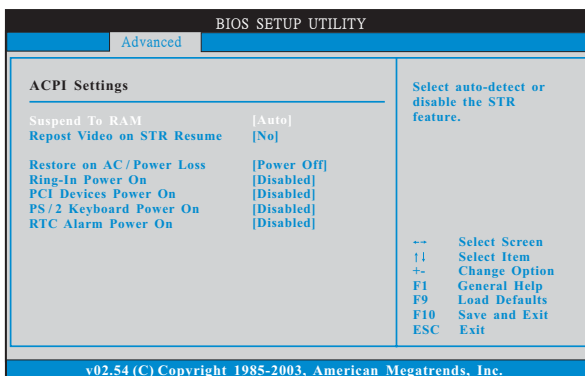 BIOS SETUP UTILITY
Advanced
ACPI Settings
Suspend To RAM [Auto]
Repost Video on STR Resume [No]
Restore on AC / Power Loss [Power Off]
Ring-In Power On [Disabled]
PCI Devices Power On [Disabled]
PS / 2 Keyboard Power On [Disabled]
RTC Alarm Power On [Disabled]
Select auto-detect or
disable the STR
feature.
←→ Select Screen
↑↓ Select Item
+- Change Option
F1 General Help
F9 Load Defaults
F10 Save and Exit
ESC Exit
v02.54 (C) Copyright 1985-2003, American Megatrends, Inc.